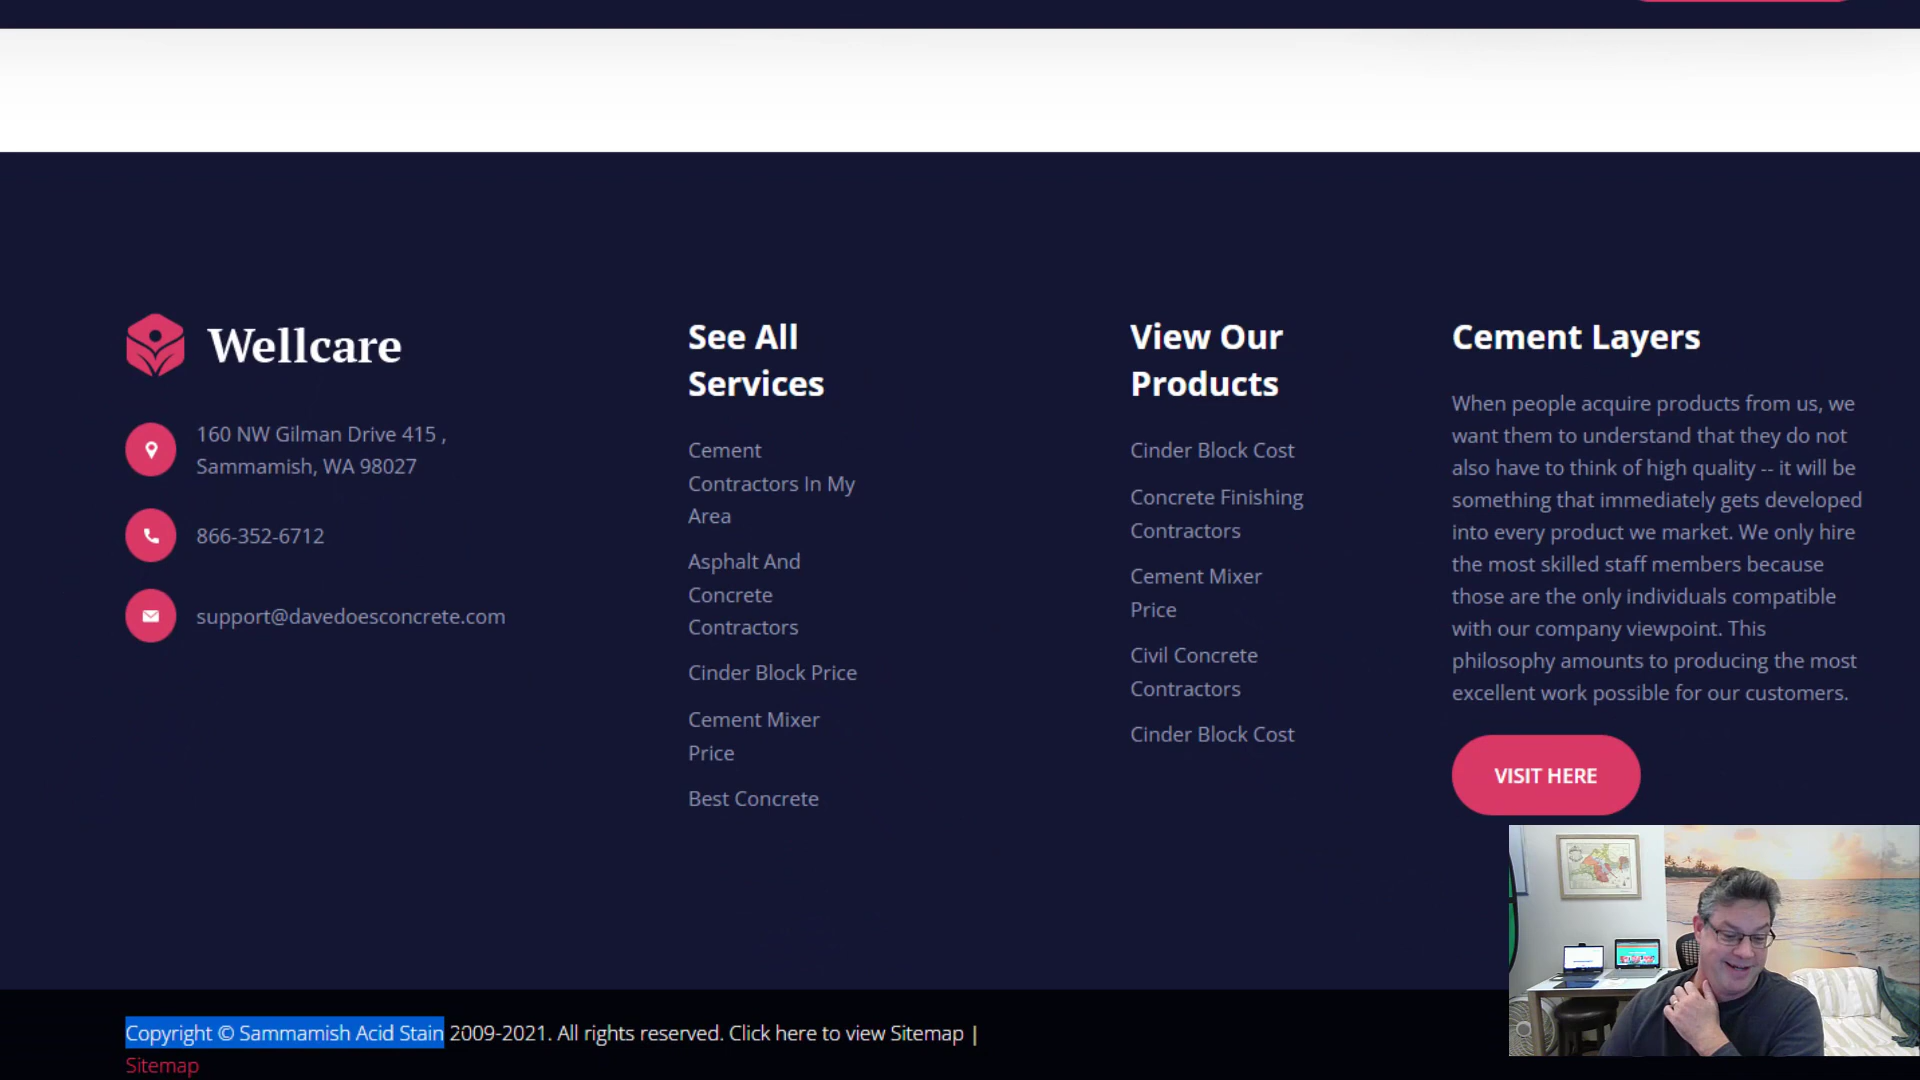 Wellcare
160 NW Gilman Drive 415 ,
Sammamish, WA 98027
866-352-6712
support@davedoesconcrete.com
See All
Services
Cement
Contractors In My
Area
Asphalt And
Concrete
Contractors
Cinder Block Price
Cement Mixer
Price
Best Concrete
View Our
Products
Cinder Block Cost
Concrete Finishing
Contractors
Cement Mixer
Price
Civil Concrete
Contractors
Cinder Block Cost
Cement Layers
When people acquire products from us, we
want them to understand that they do not
also have to think of high quality -- it will be
something that immediately gets developed
into every product we market. We only hire
the most skilled staff members because
those are the only individuals compatible
with our company viewpoint. This
philosophy amounts to producing the most
excellent work possible for our customers.
VISIT HERE
Copyright © Sammamish Acid Stain 2009-2021. All rights reserved. Click here to view Sitemap |
Sitemap